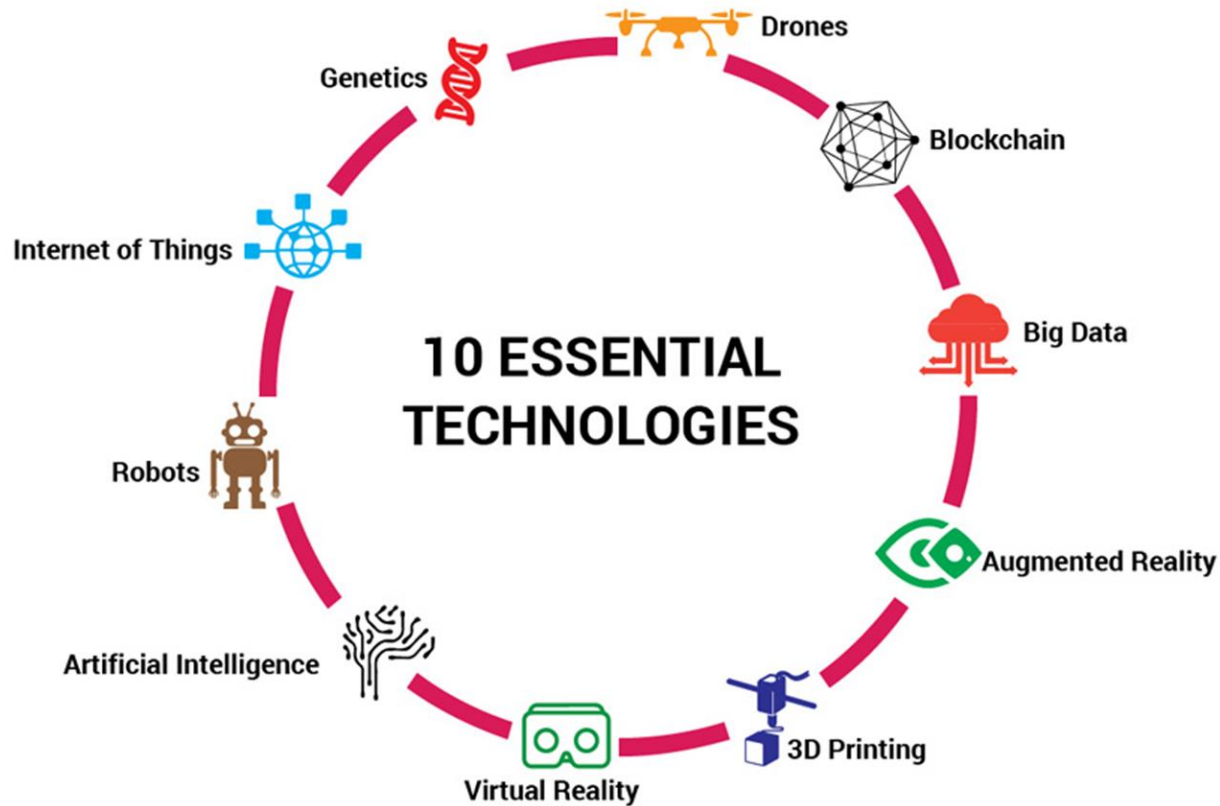 Drones
Genetics
Blockchain
Internet of Things
Big Data
10 ESSENTIAL
TECHNOLOGIES
Robots
Augmented Reality
Artificial Intelligence
3D Printing
Virtual Reality